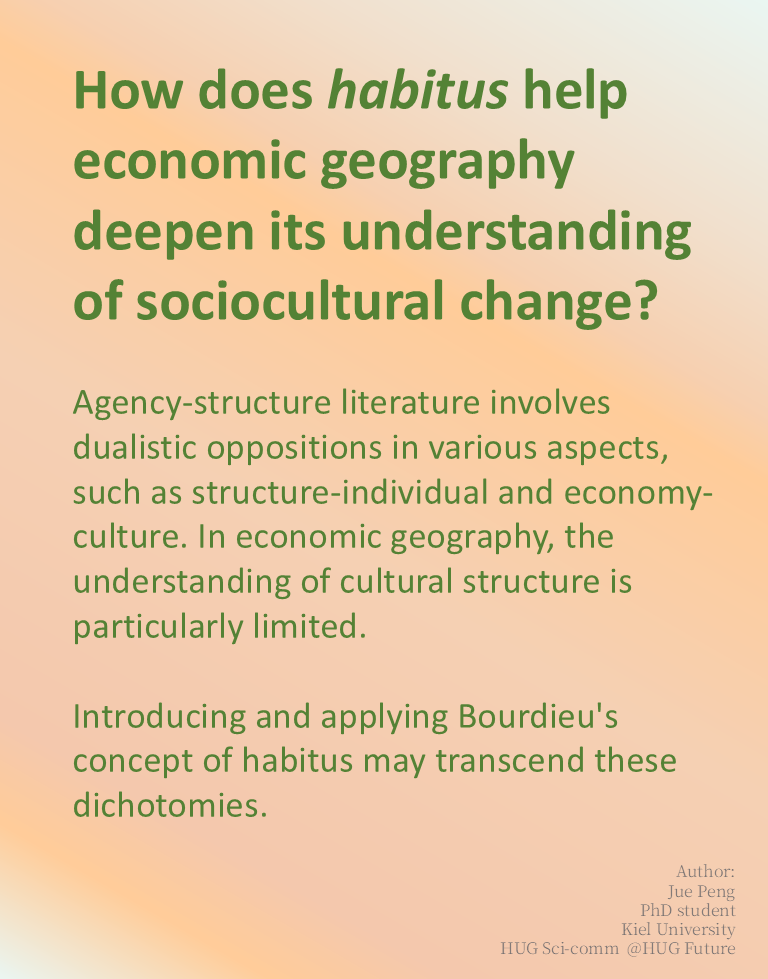 How does habitus help
economic geography
deepen its understanding
of sociocultural change?
Agency-structure literature involves
dualistic oppositions in various aspects,
such as structure-individual and economy-
culture. In economic geography, the
understanding of cultural structure is
particularly limited.
Introducing and applying Bourdieu's
concept of habitus may transcend these
dichotomies.
Author:
Jue Peng
PhD student
Kiel University
HUG Sci-comm @HUG Future